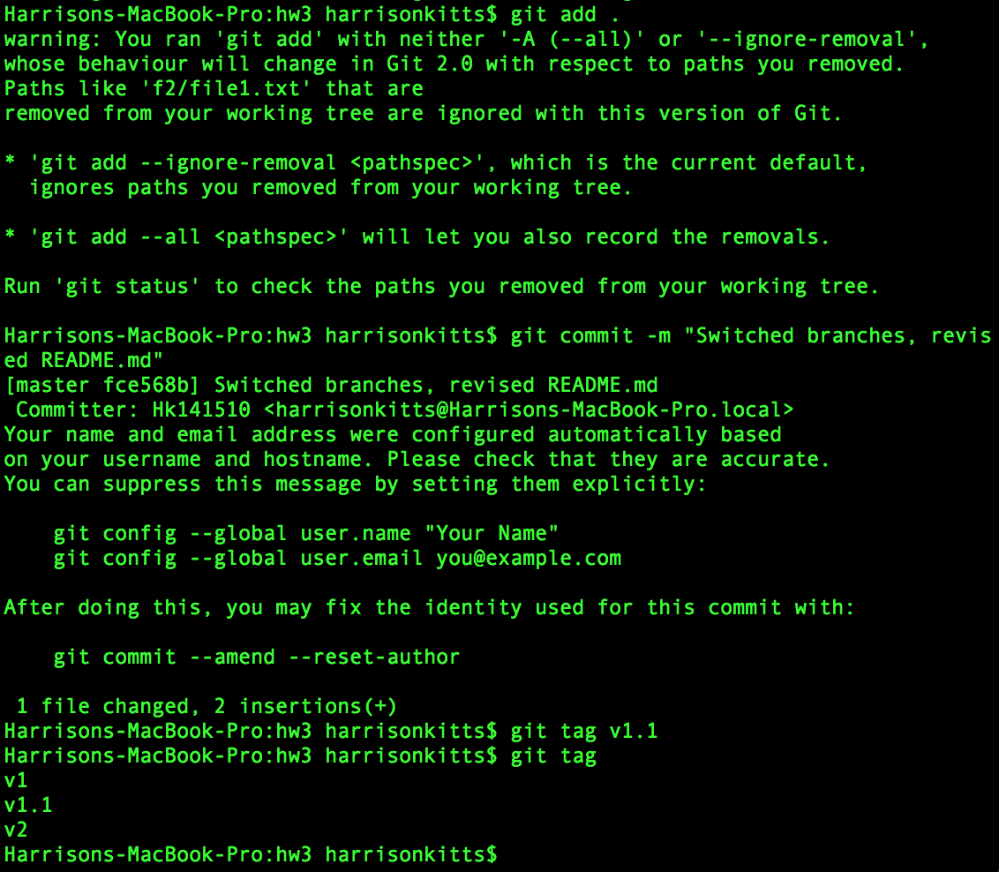 Harrisons-MacBook-Pro:hw3 harrisonkitts$ git add .
warning: You ran 'git add' with neither '-A (--all)' or '--ignore-removal',
whose behaviour will change in Git 2.0 with respect to paths you removed.
Paths like 'f2/file1.txt' that are
removed from your working tree are ignored with this version of Git.

* 'git add --ignore-removal <pathspec>', which is the current default,
  ignores paths you removed from your working tree.

* 'git add --all <pathspec>' will let you also record the removals.

Run 'git status' to check the paths you removed from your working tree.

Harrisons-MacBook-Pro:hw3 harrisonkitts$ git commit -m "Switched branches, revis
ed README.md"
[master fce568b] Switched branches, revised README.md
 Committer: Hk141510 <harrisonkitts@Harrisons-MacBook-Pro.local>
Your name and email address were configured automatically based
on your username and hostname. Please check that they are accurate.
You can suppress this message by setting them explicitly:

    git config --global user.name "Your Name"
    git config --global user.email you@example.com

After doing this, you may fix the identity used for this commit with:

    git commit --amend --reset-author

 1 file changed, 2 insertions(+)
Harrisons-MacBook-Pro:hw3 harrisonkitts$ git tag v1.1
Harrisons-MacBook-Pro:hw3 harrisonkitts$ git tag
v1
v1.1
v2
Harrisons-MacBook-Pro:hw3 harrisonkitts$